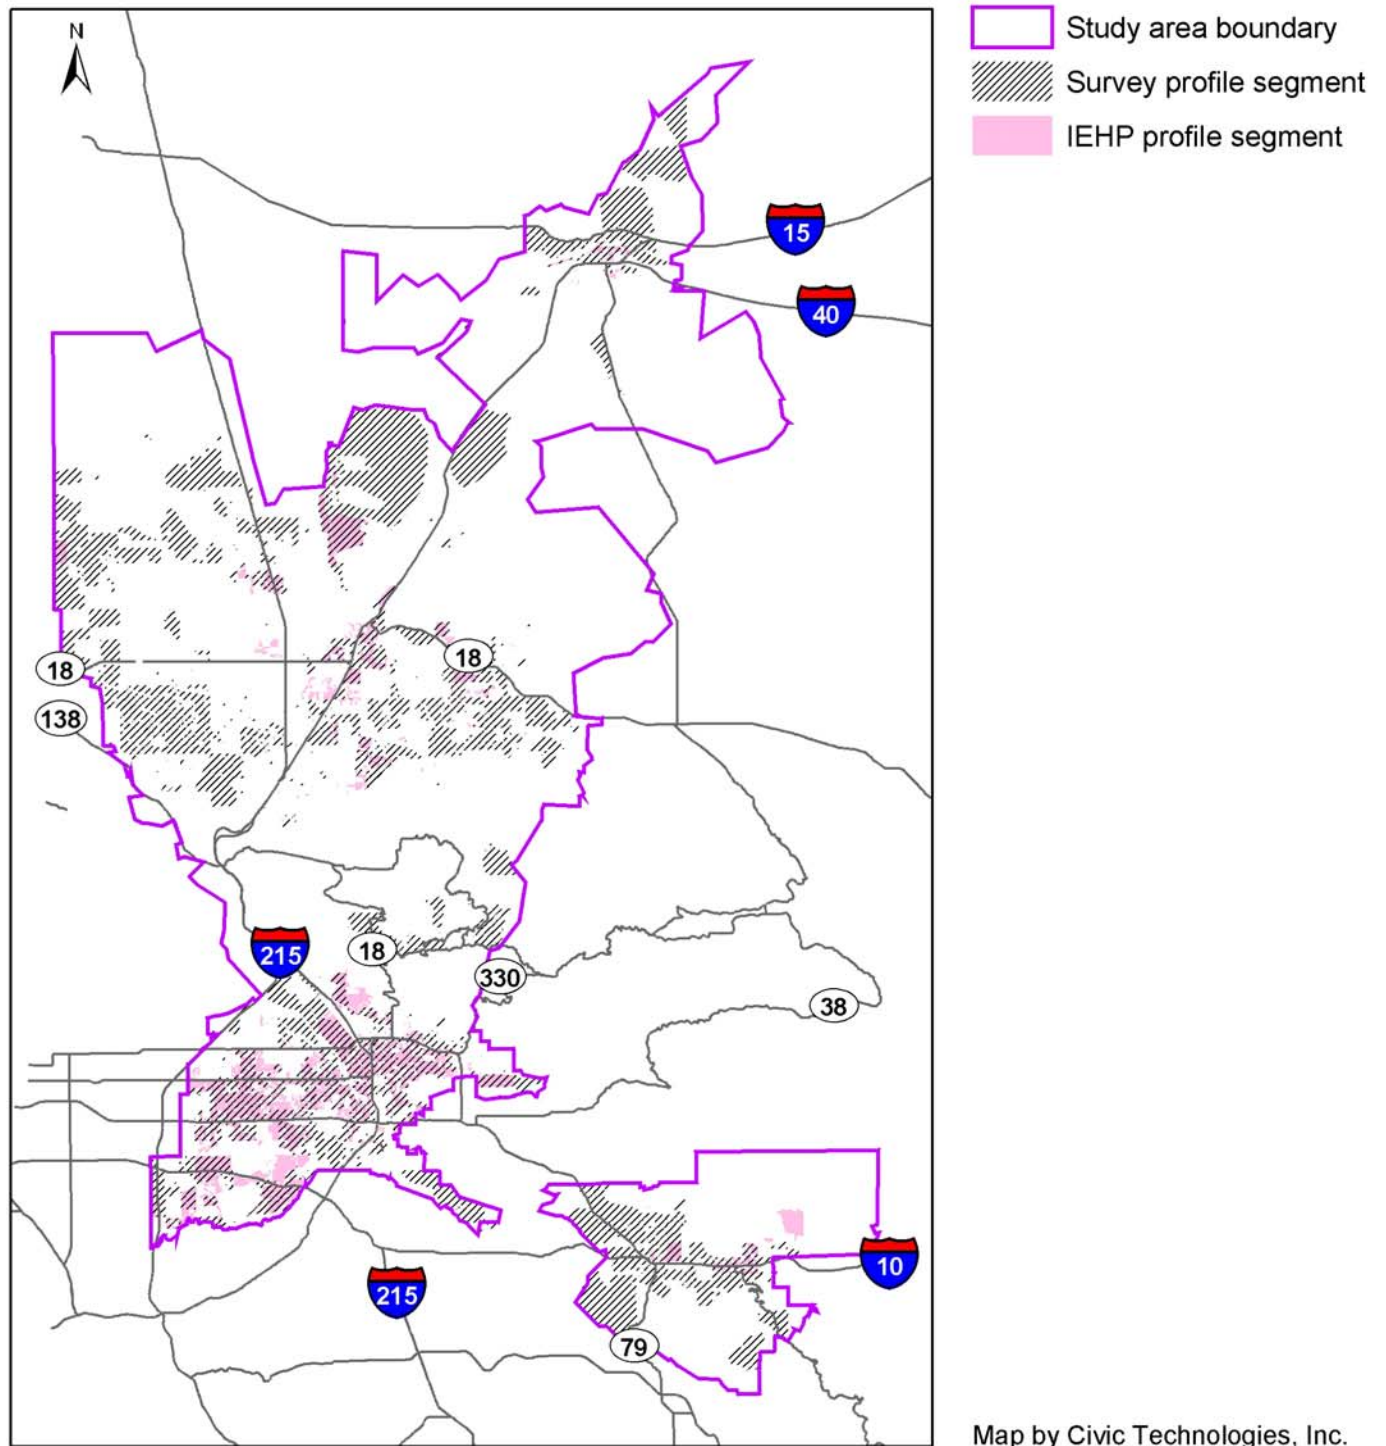 N
Study area boundary
Survey profile segment
IEHP profile segment
15
40
18
18
138
215
18
330
38
10
215
79
Map by Civic Technologies, Inc.